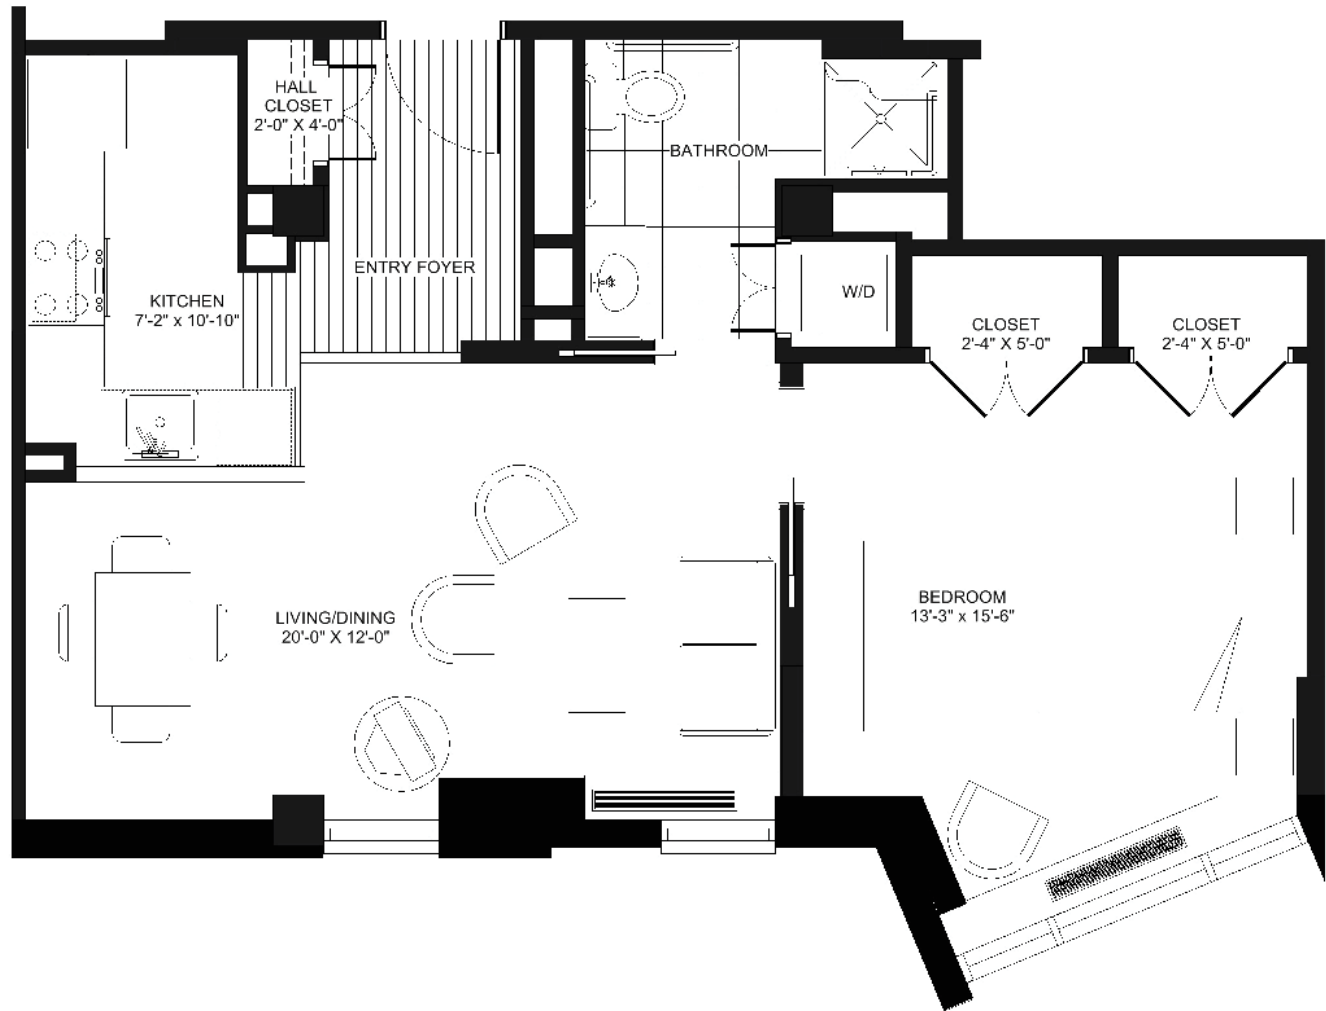 HALL
CLOSET
2'-0" X 4'-0"
BATHROOM
ENTRY FOYER
KITCHEN
7'-2" x 10'-10"
W/D
CLOSET
2'-4" X 5'-0"
CLOSET
2'-4" X 5'-0"
LIVING/DINING
20'-0" X 12'-0"
BEDROOM
13'-3" x 15'-6"